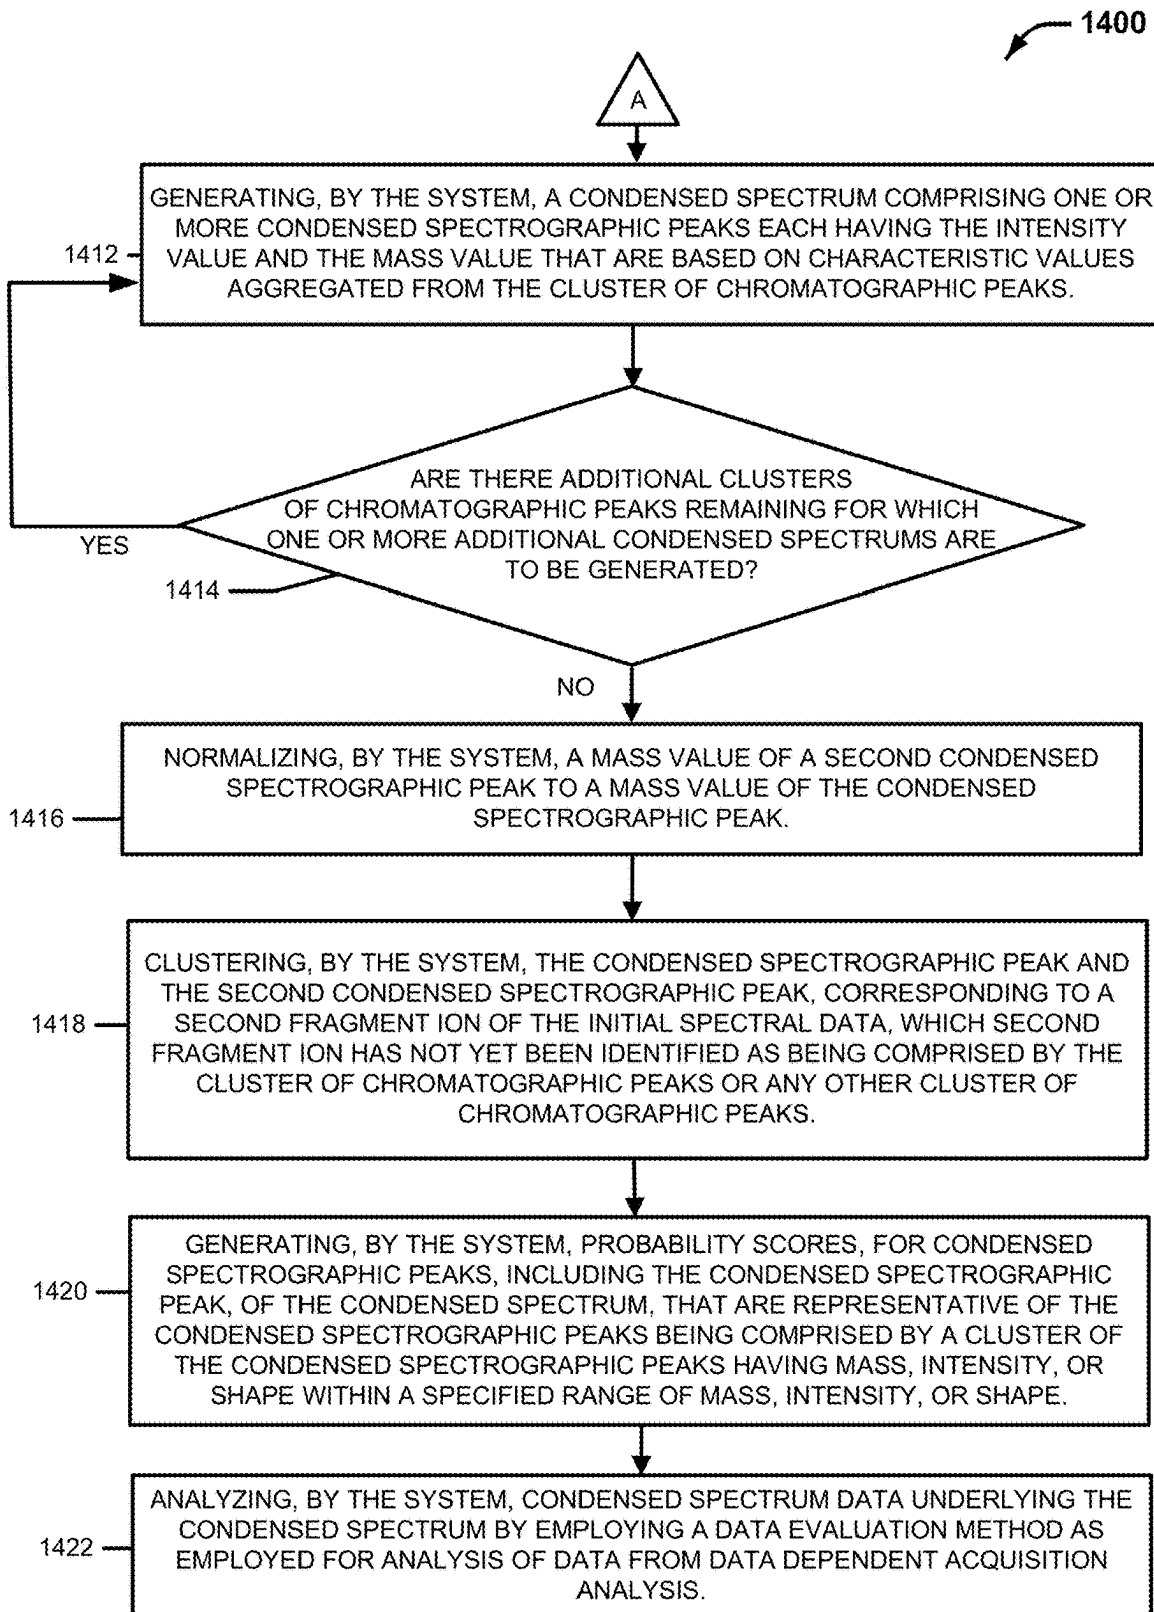 1400
A
GENERATING, BY THE SYSTEM, A CONDENSED SPECTRUM COMPRISING ONE OR
MORE CONDENSED SPECTROGRAPHIC PEAKS EACH HAVING THE INTENSITY
VALUE AND THE MASS VALUE THAT ARE BASED ON CHARACTERISTIC VALUES
AGGREGATED FROM THE CLUSTER OF CHROMATOGRAPHIC PEAKS.
1412
ARE THERE ADDITIONAL CLUSTERS
OF CHROMATOGRAPHIC PEAKS REMAINING FOR WHICH
ONE OR MORE ADDITIONAL CONDENSED SPECTRUMS ARE
TO BE GENERATED?
YES
1414
NO
NORMALIZING, BY THE SYSTEM, A MASS VALUE OF A SECOND CONDENSED
SPECTROGRAPHIC PEAK TO A MASS VALUE OF THE CONDENSED
SPECTROGRAPHIC PEAK.
1416
CLUSTERING, BY THE SYSTEM, THE CONDENSED SPECTROGRAPHIC PEAK AND
THE SECOND CONDENSED SPECTROGRAPHIC PEAK, CORRESPONDING TO A
SECOND FRAGMENT ION OF THE INITIAL SPECTRAL DATA, WHICH SECOND
FRAGMENT ION HAS NOT YET BEEN IDENTIFIED AS BEING COMPRISED BY THE
CLUSTER OF CHROMATOGRAPHIC PEAKS OR ANY OTHER CLUSTER OF
CHROMATOGRAPHIC PEAKS.
1418
GENERATING, BY THE SYSTEM, PROBABILITY SCORES, FOR CONDENSED
SPECTROGRAPHIC PEAKS, INCLUDING THE CONDENSED SPECTROGRAPHIC
PEAK, OF THE CONDENSED SPECTRUM, THAT ARE REPRESENTATIVE OF THE
CONDENSED SPECTROGRAPHIC PEAKS BEING COMPRISED BY A CLUSTER OF
THE CONDENSED SPECTROGRAPHIC PEAKS HAVING MASS, INTENSITY, OR
SHAPE WITHIN A SPECIFIED RANGE OF MASS, INTENSITY, OR SHAPE.
1420
ANALYZING, BY THE SYSTEM, CONDENSED SPECTRUM DATA UNDERLYING THE
CONDENSED SPECTRUM BY EMPLOYING A DATA EVALUATION METHOD AS
EMPLOYED FOR ANALYSIS OF DATA FROM DATA DEPENDENT ACQUISITION
ANALYSIS.
1422